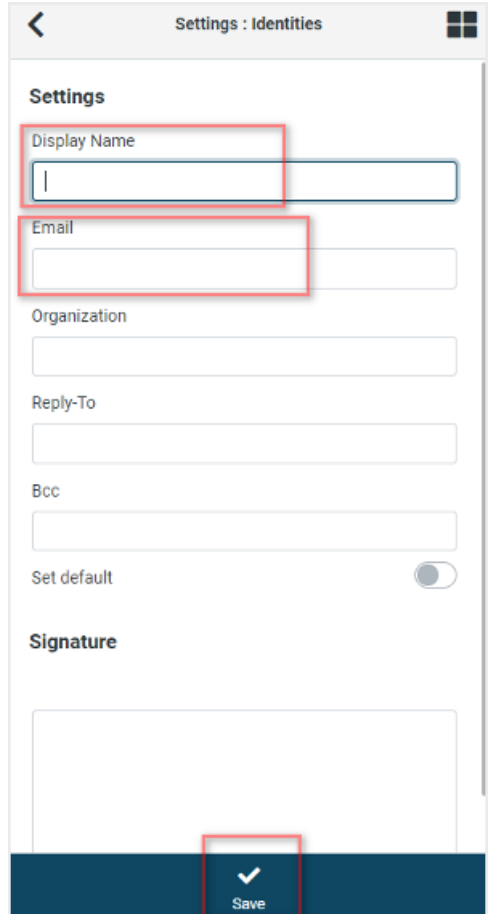 Settings : Identities
Settings
Display Name
Email
Organization
Reply-To
Bcc
Set default
Signature
Save